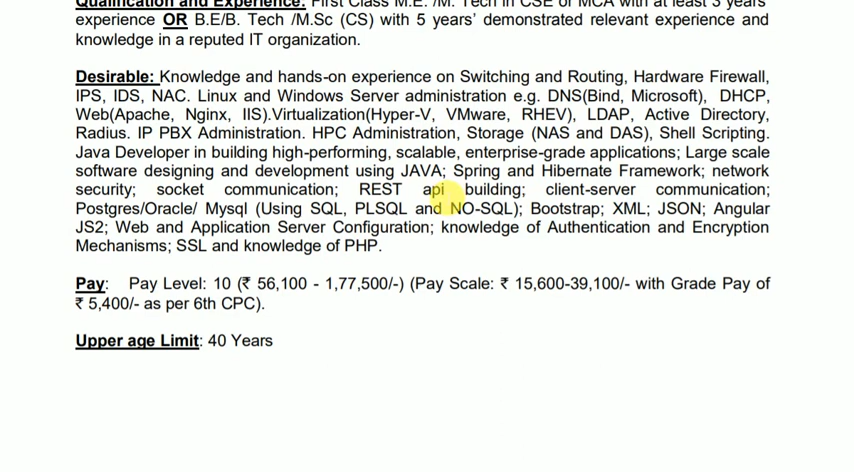 Qualification and Experience: First Class M.E. /M. Tech in CSE or MCA with at least 3 years'
experience OR B.E/B. Tech /M.Sc (CS) with 5 years' demonstrated relevant experience and
knowledge in a reputed IT organization.
Desirable: Knowledge and hands-on experience on Switching and Routing, Hardware Firewall,
IPS, IDS, NAC. Linux and Windows Server administration e.g. DNS(Bind, Microsoft), DHCP,
Web(Apache, Nginx, IIS).Virtualization(Hyper-V, VMware, RHEV), LDAP, Active Directory,
Radius. IP PBX Administration. HPC Administration, Storage (NAS and DAS), Shell Scripting.
Java Developer in building high-performing, scalable, enterprise-grade applications; Large scale
software designing and development using JAVA; Spring and Hibernate Framework; network
security; socket communication; REST api building; client-server communication;
Postgres/Oracle/ Mysql (Using SQL, PLSQL and NO-SQL); Bootstrap; XML; JSON; Angular
JS2; Web and Application Server Configuration; knowledge of Authentication and Encryption
Mechanisms; SSL and knowledge of PHP.
Pay: Pay Level: 10 (₹ 56,100 - 1,77,500/-) (Pay Scale: ₹ 15,600-39,100/- with Grade Pay of
₹ 5,400/- as per 6th CPC).
Upper age Limit: 40 Years